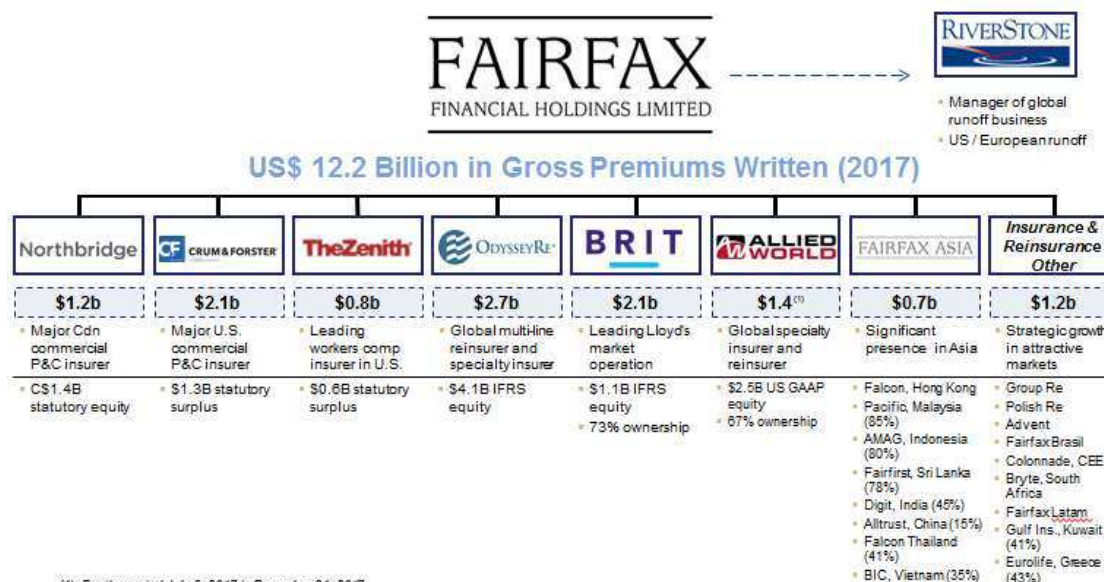 FAIRFAX
FINANCIAL HOLDINGS LIMITED
RIVERSTONE
Manager of global
runoff business
US / European runoff
US$ 12.2 Billion in Gross Premiums Written (2017)
Northbridge
CF CRUM & FORSTER
TheZenith
ODYSSEYRE
BRIT
ALLIED
WORLD
FAIRFAX ASIA
Insurance &
Reinsurance
Other
$1.2b
$2.1b
$0.8b
$2.7b
$2.1b
$1.4 (1)
$0.7b
$1.2b
Major Cdn
commercial
P&C insurer
Major U.S.
commercial
P&C insurer
Leading
workers comp
insurer in U.S.
Global multi-line
reinsurer and
specialty insurer
Leading Lloyd's
market
operation
Global specialty
insurer and
reinsurer
Significant
presence in Asia
Strategic growth
in attractive
markets
C$1.4B
statutory equity
$1.3B statutory
surplus
$0.6B statutory
surplus
$4.1B IFRS
equity
$1.1B IFRS
equity
73% ownership
$2.5B US GAAP
equity
67% ownership
Falcon, Hong Kong
Pacific, Malaysia
(85%)
AMAG, Indonesia
(80%)
Fairfirst, Sri Lanka
(78%)
Digit, India (45%)
Alltrust, China (15%)
Falcon Thailand
(41%)
BIC, Vietnam (35%)
Group Re
Polish Re
Advent
Fairfax Brasil
Colonnade, CEE
Bryte, South
Africa
Fairfax Latam
Gulf Ins., Kuwait
(41%)
Eurolife, Greece
(43%)